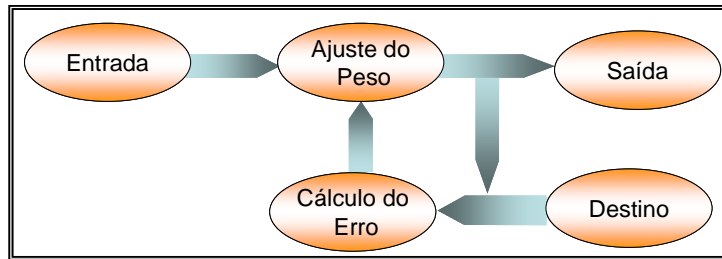 Entrada
Ajuste do
Peso
Saída
Cálculo do
Erro
Destino